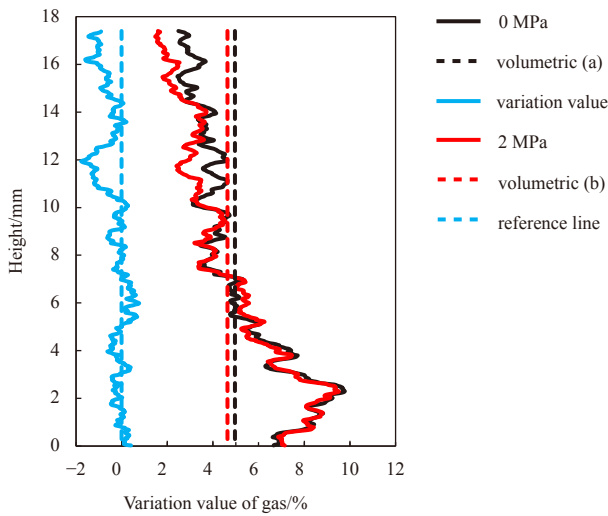 18
16
14
12
10
8
6
4
2
0
Height/mm
−2 0 2 4 6 8 10 12
Variation value of gas/%
0 MPa
volumetric (a)
variation value
2 MPa
volumetric (b)
reference line